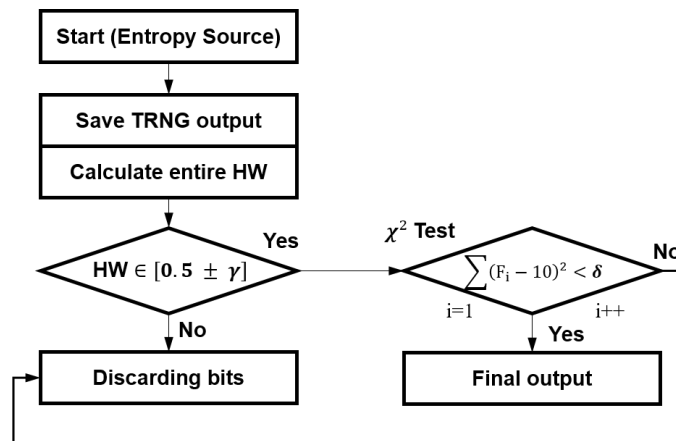 Start (Entropy Source)
Save TRNG output
Calculate entire HW
HW ∈ [0.5 ± γ]
Yes
No
Discarding bits
χ² Test
∑(Fᵢ − 10)² < δ
i=1
i++
No
Yes
Final output